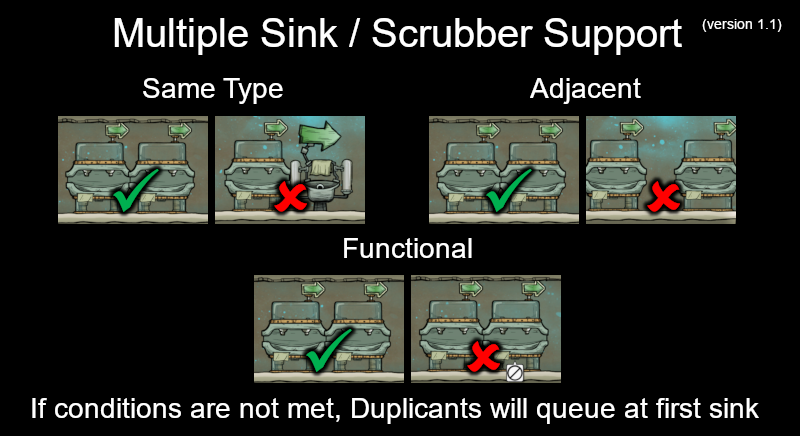 Multiple Sink / Scrubber Support
(version 1.1)
Same Type
Adjacent
Functional
If conditions are not met, Duplicants will queue at first sink